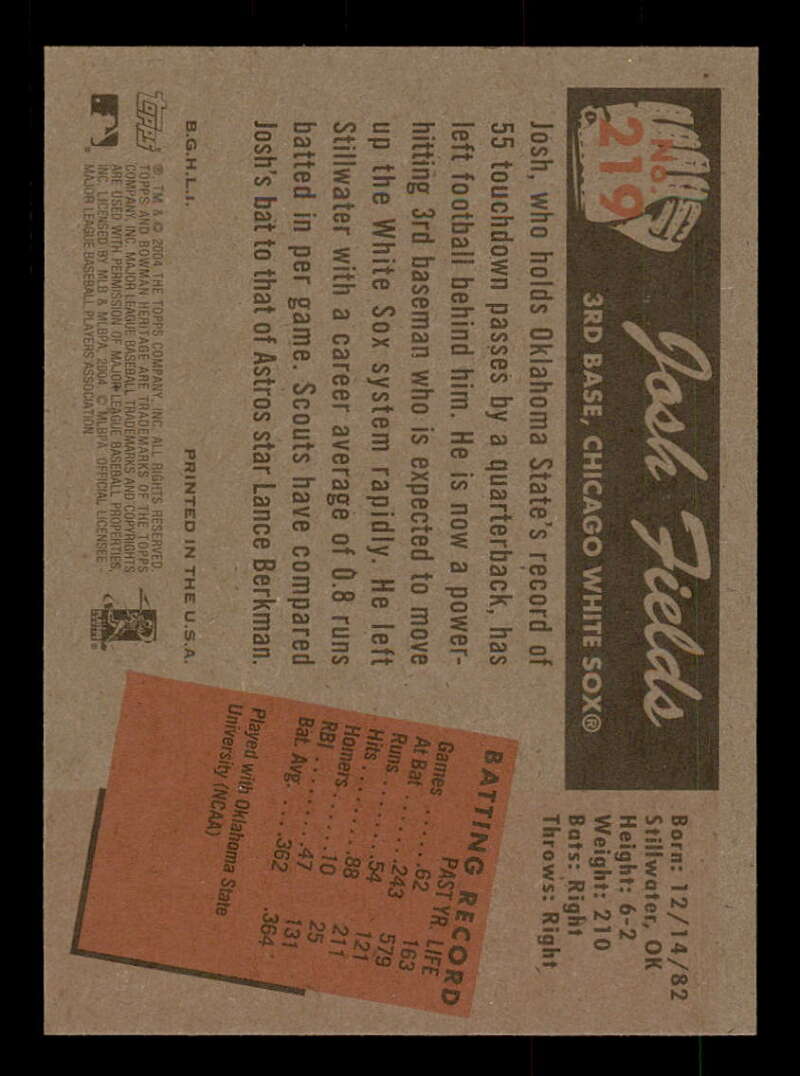 No.
219
Josh Fields
3RD BASE, CHICAGO WHITE SOX®
Born: 12/14/82
Stillwater, OK
Height: 6-2
Weight: 210
Bats: Right
Throws: Right
Josh, who holds Oklahoma State's record of
55 touchdown passes by a quarterback, has
left football behind him. He is now a power-
hitting 3rd baseman who is expected to move
up the White Sox system rapidly. He left
Stillwater with a career average of 0.8 runs
batted in per game. Scouts have compared
Josh's bat to that of Astros star Lance Berkman.
BATTING RECORD
PAST YR. LIFE
Games ......62 163
At Bat .......243 579
Runs ........54 121
Hits.........88 211
Homers......10 25
RBI .........47 131
Bat. Avg. ....362 .364
Played with Oklahoma State
University (NCAA)
B.G.H.L.I. PRINTED IN THE U.S.A.
Topps
® TM & © 2004 THE TOPPS COMPANY, INC. ALL RIGHTS RESERVED.
TOPPS AND BOWMAN HERITAGE ARE TRADEMARKS OF THE TOPPS
COMPANY, INC. MAJOR LEAGUE BASEBALL TRADEMARKS AND COPYRIGHTS
ARE USED WITH PERMISSION OF MAJOR LEAGUE BASEBALL PROPERTIES,
INC. LICENSED BY MLB & MLBPA, 2004. © MLBPA OFFICIAL LICENSEE -
MAJOR LEAGUE BASEBALL PLAYERS ASSOCIATION